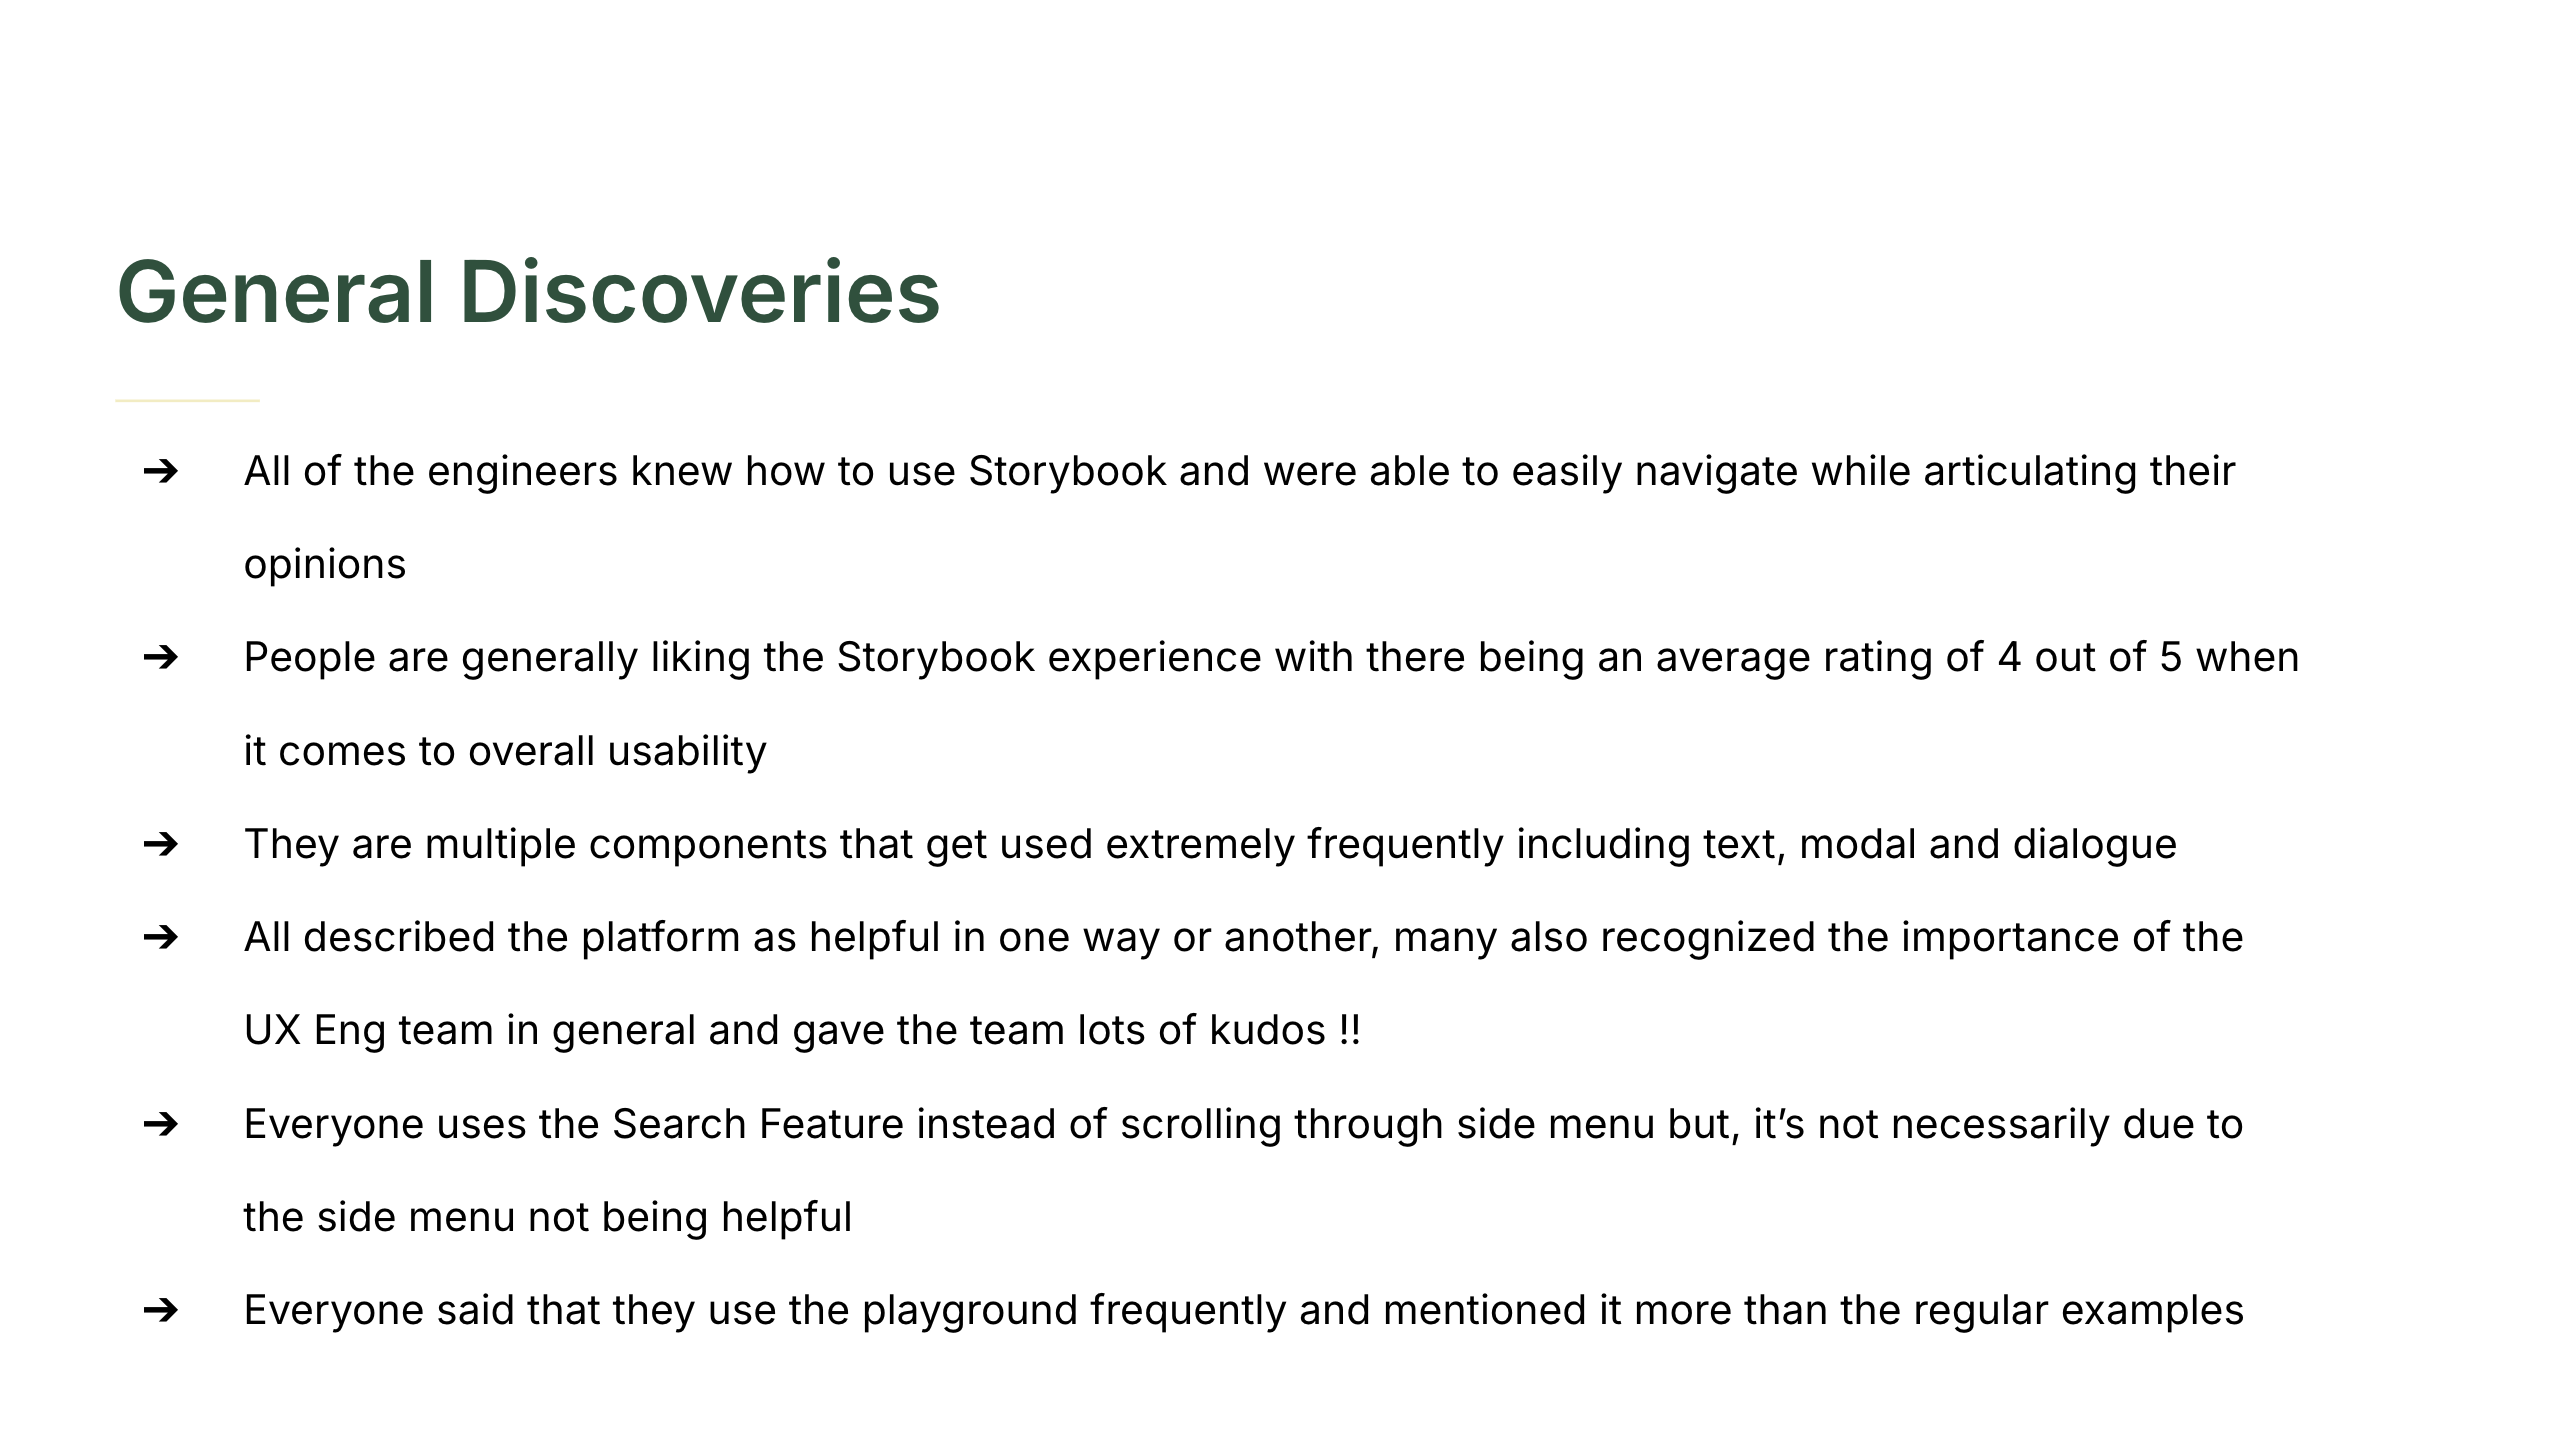 General Discoveries
➔ All of the engineers knew how to use Storybook and were able to easily navigate while articulating their
opinions
➔ People are generally liking the Storybook experience with there being an average rating of 4 out of 5 when
it comes to overall usability
➔ They are multiple components that get used extremely frequently including text, modal and dialogue
➔ All described the platform as helpful in one way or another, many also recognized the importance of the
UX Eng team in general and gave the team lots of kudos !!
➔ Everyone uses the Search Feature instead of scrolling through side menu but, it’s not necessarily due to
the side menu not being helpful
➔ Everyone said that they use the playground frequently and mentioned it more than the regular examples